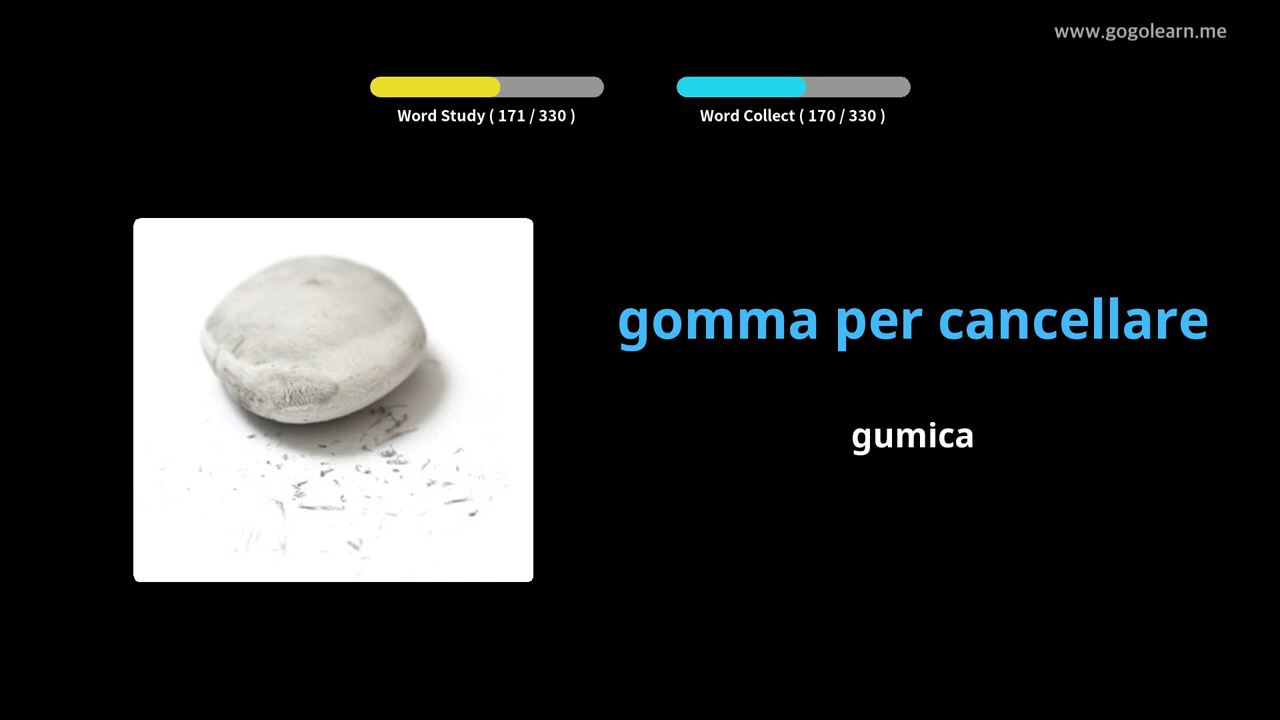 www.gogolearn.me
Word Study ( 171 / 330 )
Word Collect ( 170 / 330 )
gomma per cancellare
gumica